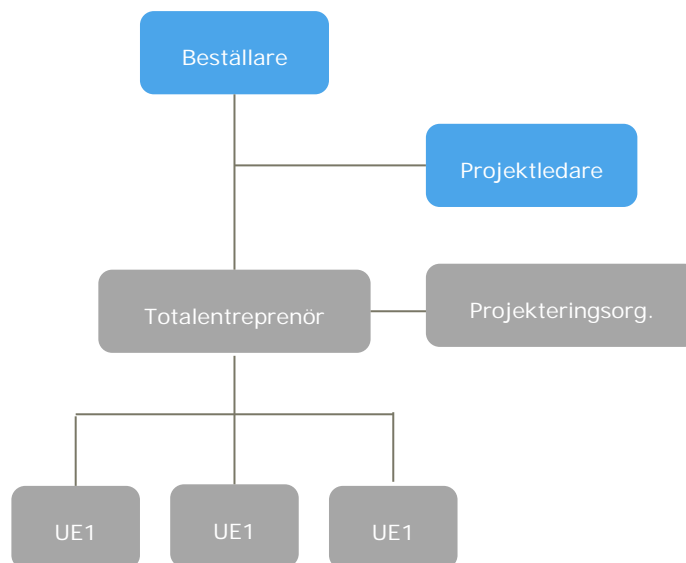 Beställare
Projektledare
Totalentreprenör
Projekteringsorg.
UE1
UE1
UE1